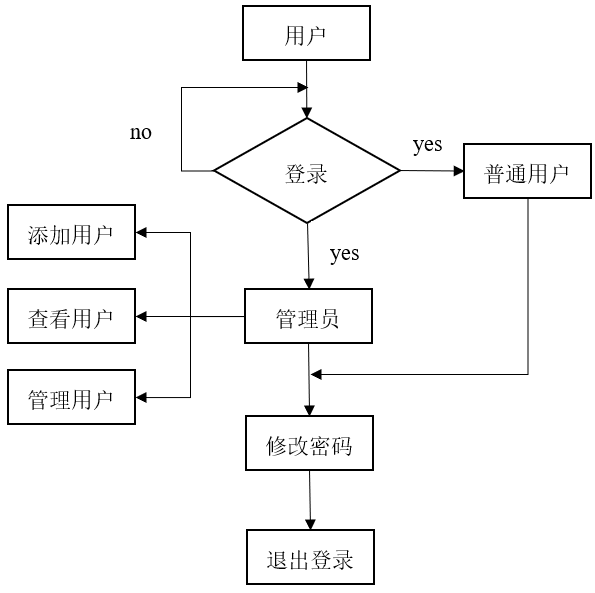 用户
no
yes
登录
普通用户
添加用户
yes
查看用户
管理员
管理用户
修改密码
退出登录